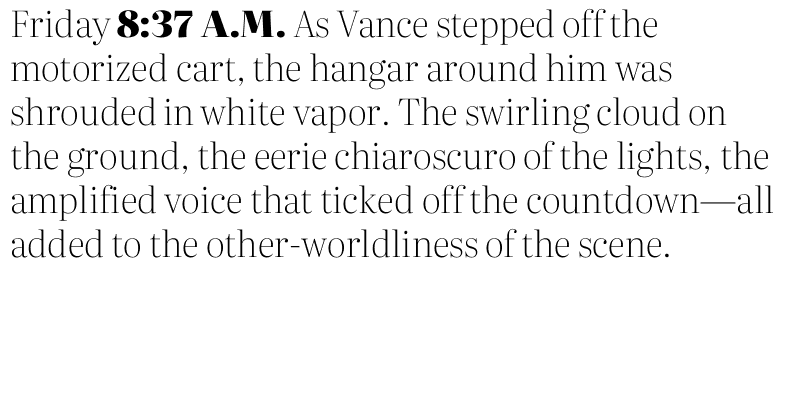 Friday 8:37 A.M. As Vance stepped off the
motorized cart, the hangar around him was
shrouded in white vapor. The swirling cloud on
the ground, the eerie chiaroscuro of the lights, the
amplified voice that ticked off the countdown—all
added to the other-worldliness of the scene.